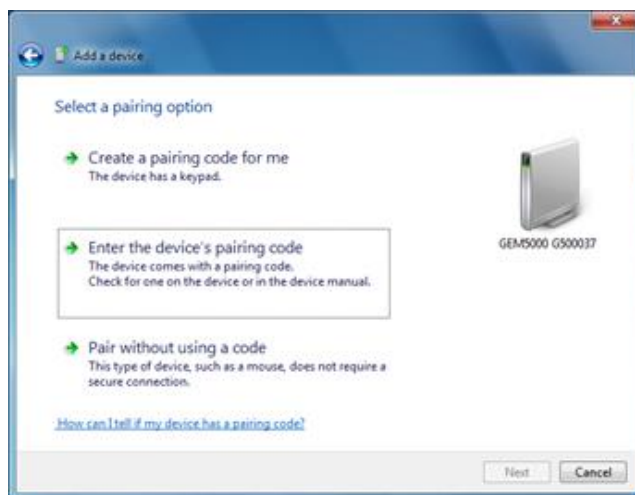 Add a device
Select a pairing option
Create a pairing code for me
The device has a keypad.
GEM5000 G500037
Enter the device's pairing code
The device comes with a pairing code.
Check for one on the device or in the device manual.
Pair without using a code
This type of device, such as a mouse, does not require a
secure connection.
How can I tell if my device has a pairing code?
Next
Cancel